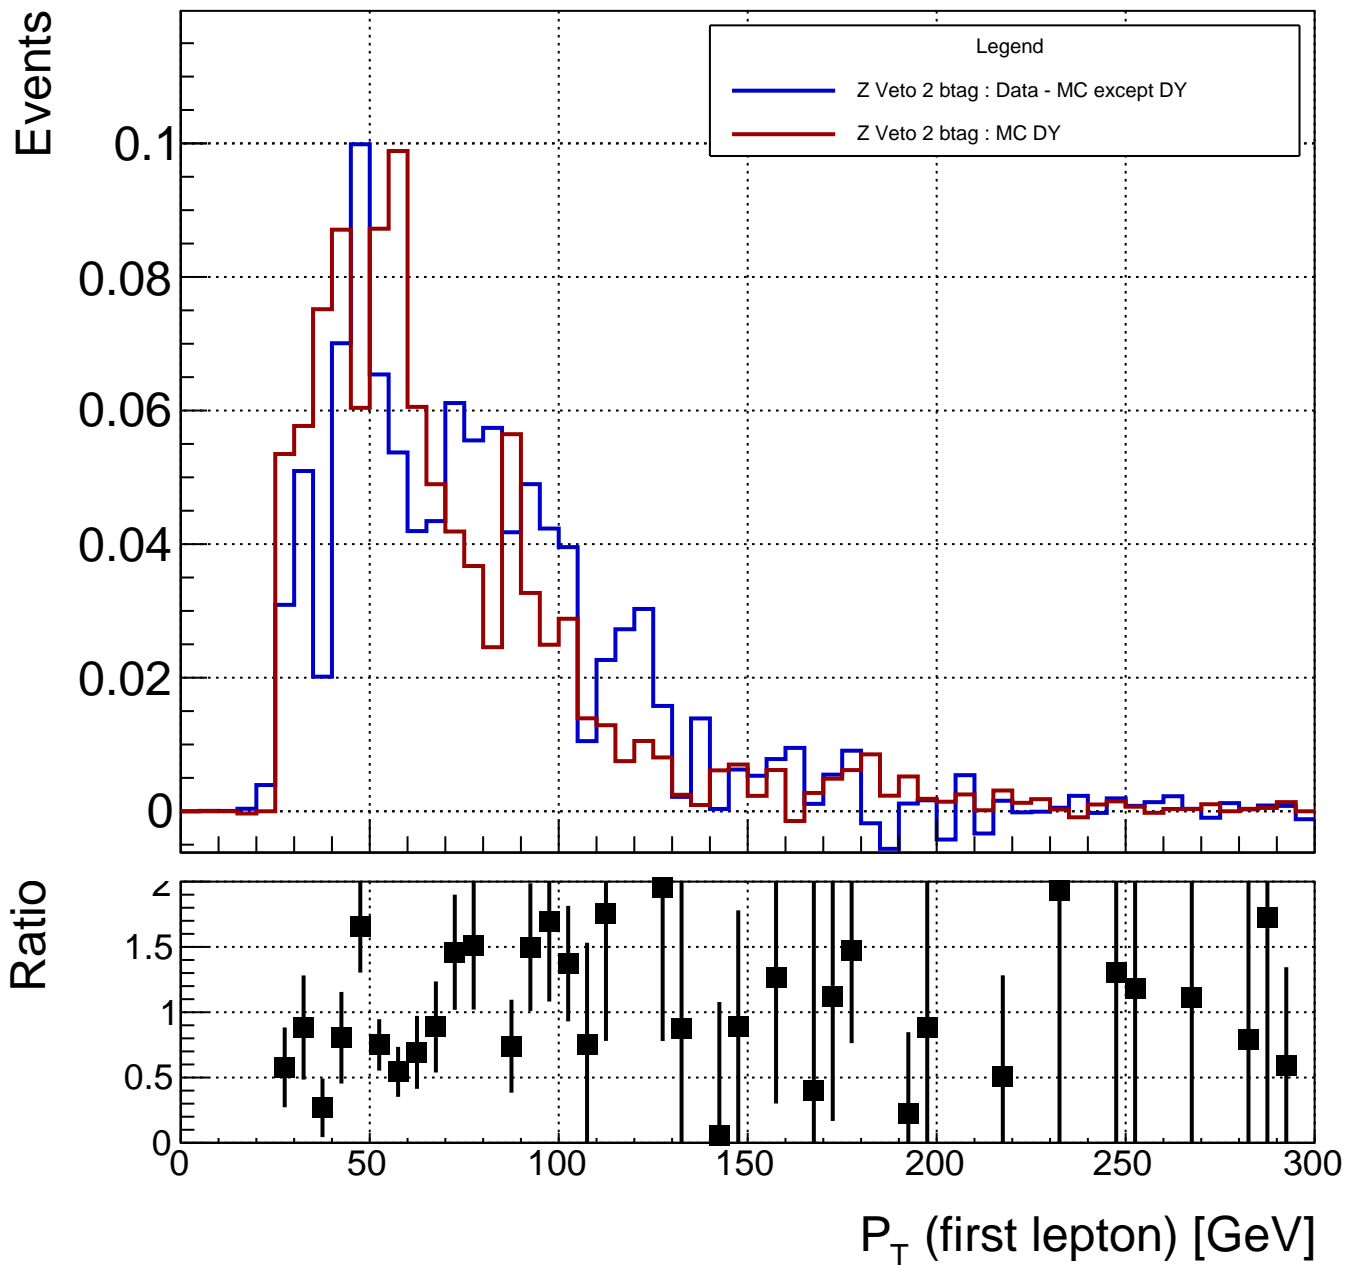 Events
0.1
0.08
0.06
0.04
0.02
0
Legend
Z Veto 2 btag : Data - MC except DY
Z Veto 2 btag : MC DY
Ratio
2
1.5
1
0.5
0
0 50 100 150 200 250 300
P_T (first lepton) [GeV]